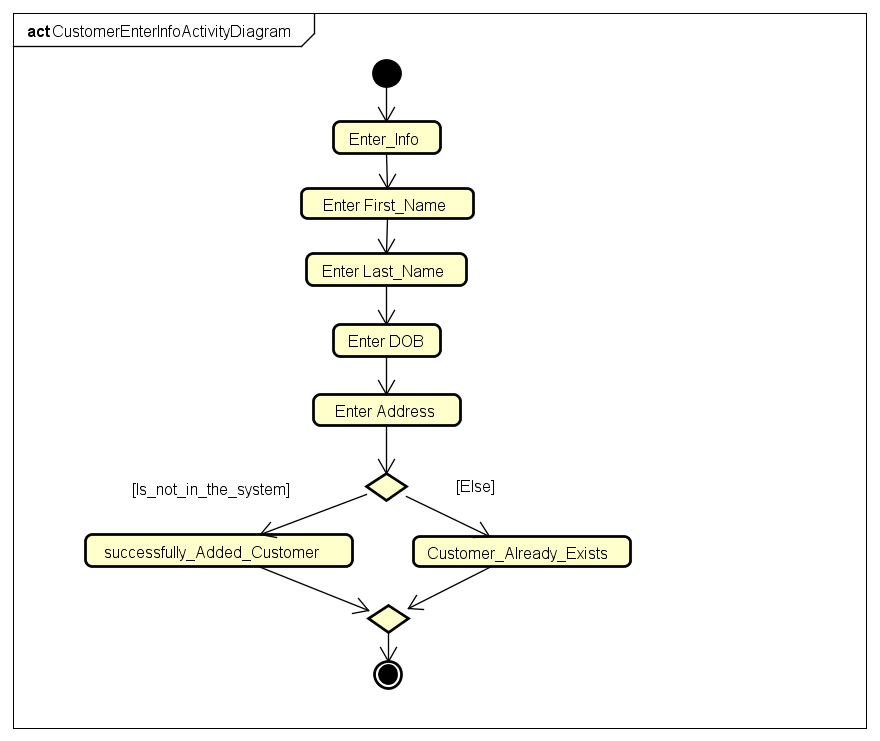 act CustomerEnterInfoActivityDiagram
Enter_Info
Enter First_Name
Enter Last_Name
Enter DOB
Enter Address
[Is_not_in_the_system]
[Else]
successfully_Added_Customer
Customer_Already_Exists